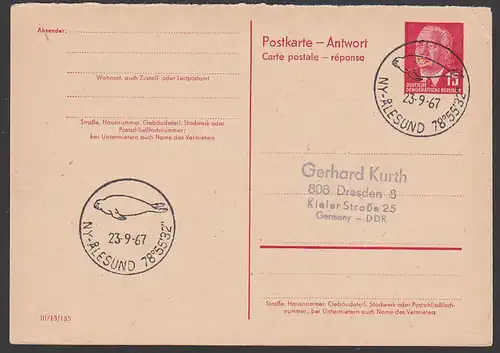 Absender:
Wohnort, auch Zustell- oder Leitpostamt
Straße, Hausnummer, Gebäudeteil, Stockwerk oder
Postschließfachnummer;
bei Untermietern auch Name des Vermieters
23-9-67
NY-ÅLESUND 78°55'32"
III/18/185
Postkarte – Antwort
Carte postale – réponse
15
DEUTSCHE
DEMOKRATISCHE REPUBLIK
23-9-67
NY-ÅLESUND 78°55'32"
Gerhard Kurth
808 Dresden 8
Kieler Straße 25
Germany – DDR
Straße, Hausnummer, Gebäudeteil, Stockwerk oder Postschließfach-
nummer; bei Untermietern auch Name des Vermieters